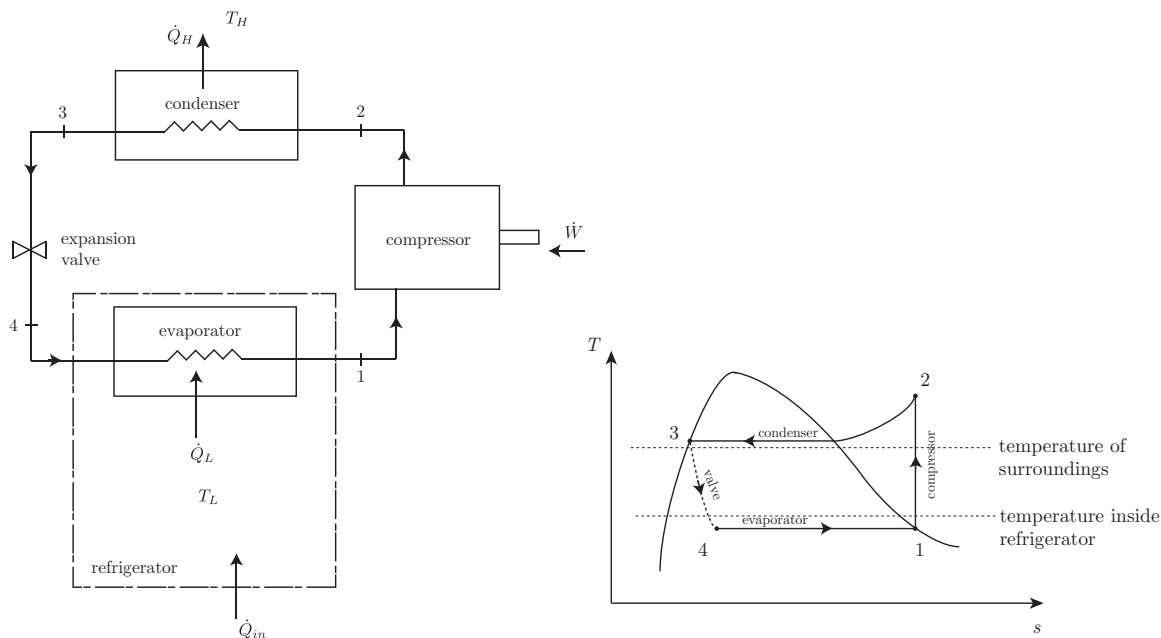 T_H
Q̇_H
condenser
3
2
compressor
Ẇ
expansion
valve
4
evaporator
1
Q̇_L
T_L
refrigerator
Q̇_in
T
2
3
condenser
compressor
temperature of
surroundings
valve
evaporator
temperature inside
refrigerator
4
1
s